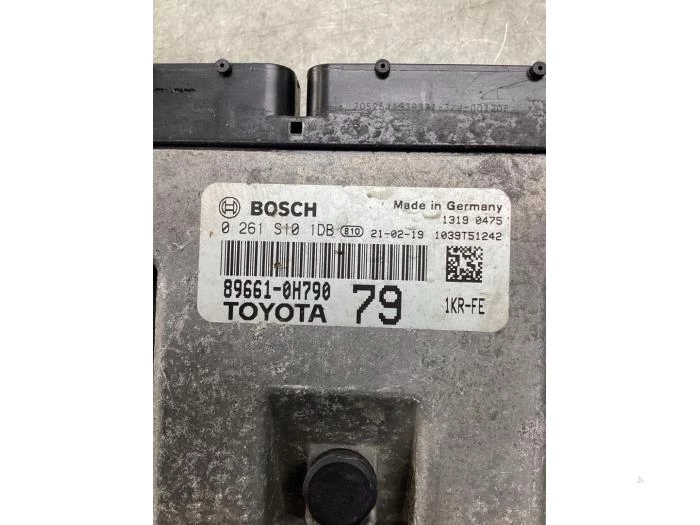 BOSCH
Made in Germany
1319 0475
0 261 S10 1DB B10 21-02-19 1039T51242
89661-0H790
79
TOYOTA
1KR-FE